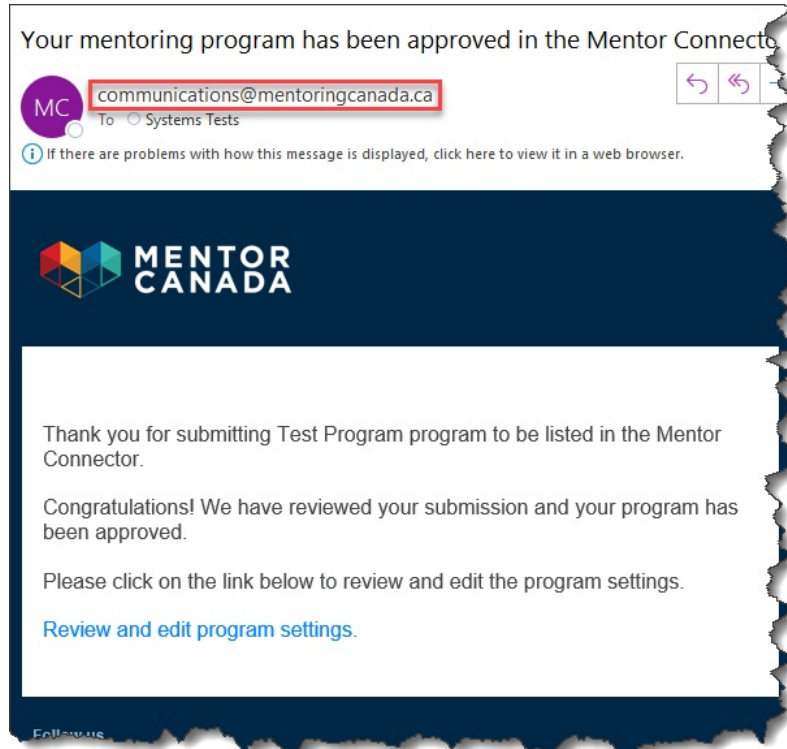 Your mentoring program has been approved in the Mentor Connecto
MC
communications@mentoringcanada.ca
To Systems Tests
If there are problems with how this message is displayed, click here to view it in a web browser.
MENTOR
CANADA
Thank you for submitting Test Program program to be listed in the Mentor
Connector.
Congratulations! We have reviewed your submission and your program has
been approved.
Please click on the link below to review and edit the program settings.
Review and edit program settings.
Follow us